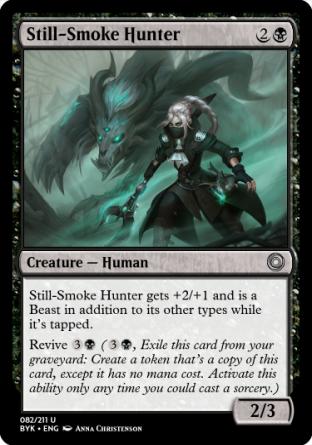 Still-Smoke Hunter 2
Creature — Human
Still-Smoke Hunter gets +2/+1 and is a
Beast in addition to its other types while
it's tapped.
Revive 3 ( 3 , Exile this card from your
graveyard: Create a token that's a copy of this
card, except it has no mana cost. Activate this
ability only any time you could cast a sorcery.)
2/3
082/211 U
BYK • ENG Anna Christenson